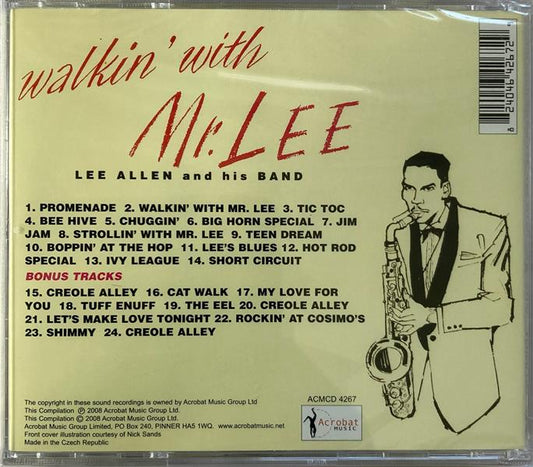 walkin' with
Mr. LEE
LEE ALLEN and his BAND
1. PROMENADE 2. WALKIN' WITH MR. LEE 3. TIC TOC
4. BEE HIVE 5. CHUGGIN' 6. BIG HORN SPECIAL 7. JIM
JAM 8. STROLLIN' WITH MR. LEE 9. TEEN DREAM
10. BOPPIN' AT THE HOP 11. LEE'S BLUES 12. HOT ROD
SPECIAL 13. IVY LEAGUE 14. SHORT CIRCUIT
BONUS TRACKS
15. CREOLE ALLEY 16. CAT WALK 17. MY LOVE FOR
YOU 18. TUFF ENUFF 19. THE EEL 20. CREOLE ALLEY
21. LET'S MAKE LOVE TONIGHT 22. ROCKIN' AT COSIMO'S
23. SHIMMY 24. CREOLE ALLEY
The copyright in these sound recordings is owned by Acrobat Music Group Ltd
This Compilation ℗ 2008 Acrobat Music Group Ltd.
This Compilation © 2008 Acrobat Music Group Ltd.
Acrobat Music Group Limited, PO Box 240, PINNER HA5 1WQ. www.acrobatmusic.net
Front cover illustration courtesy of Nick Sands
Made in the Czech Republic
ACMCD 4267
Acrobat
MUSIC
8 24046 42672